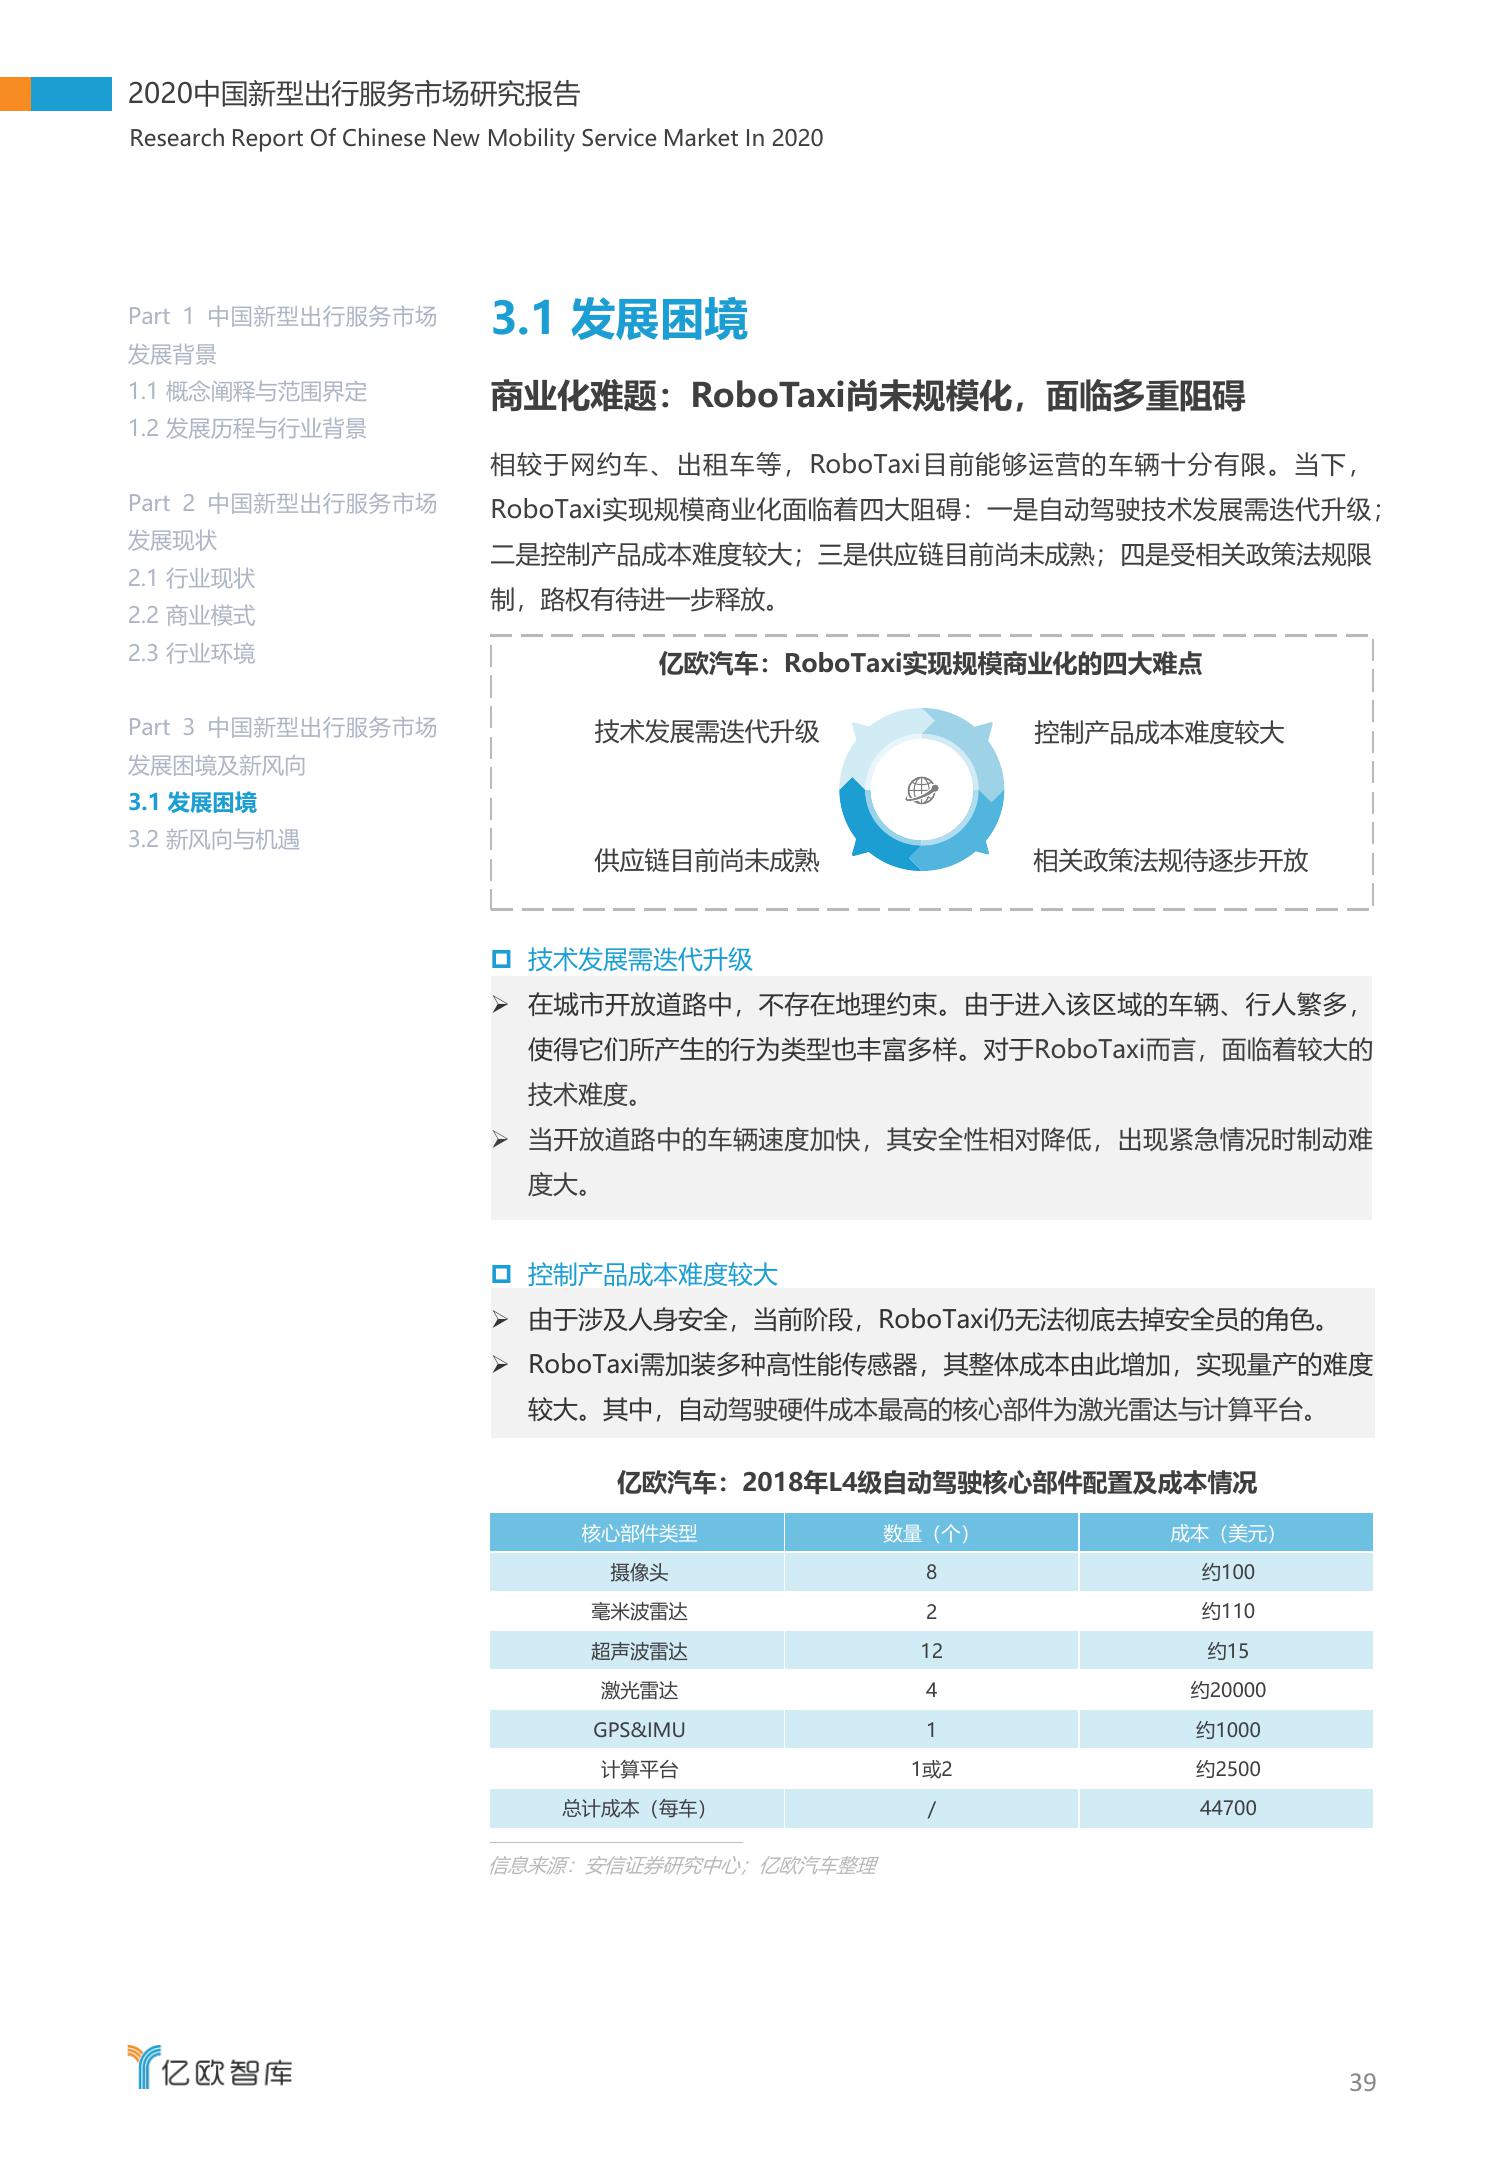 2020中国新型出行服务市场研究报告
Research Report Of Chinese New Mobility Service Market In 2020
Part 1 中国新型出行服务市场
发展背景
1.1 概念阐释与范围界定
1.2 发展历程与行业背景
Part 2 中国新型出行服务市场
发展现状
2.1 行业现状
2.2 商业模式
2.3 行业环境
Part 3 中国新型出行服务市场
发展困境及新风向
3.1 发展困境
3.2 新风向与机遇
3.1 发展困境
商业化难题：RoboTaxi尚未规模化，面临多重阻碍
相较于网约车、出租车等，RoboTaxi目前能够运营的车辆十分有限。当下，
RoboTaxi实现规模商业化面临着四大阻碍：一是自动驾驶技术发展需迭代升级；
二是控制产品成本难度较大；三是供应链目前尚未成熟；四是受相关政策法规限
制，路权有待进一步释放。
亿欧汽车：RoboTaxi实现规模商业化的四大难点
技术发展需迭代升级
控制产品成本难度较大
供应链目前尚未成熟
相关政策法规待逐步开放
技术发展需迭代升级
在城市开放道路中，不存在地理约束。由于进入该区域的车辆、行人繁多，
使得它们所产生的行为类型也丰富多样。对于RoboTaxi而言，面临着较大的
技术难度。
当开放道路中的车辆速度加快，其安全性相对降低，出现紧急情况时制动难
度大。
控制产品成本难度较大
由于涉及人身安全，当前阶段，RoboTaxi仍无法彻底去掉安全员的角色。
RoboTaxi需加装多种高性能传感器，其整体成本由此增加，实现量产的难度
较大。其中，自动驾驶硬件成本最高的核心部件为激光雷达与计算平台。
亿欧汽车：2018年L4级自动驾驶核心部件配置及成本情况
核心部件类型 数量（个） 成本（美元）
摄像头 8 约100
毫米波雷达 2 约110
超声波雷达 12 约15
激光雷达 4 约20000
GPS&IMU 1 约1000
计算平台 1或2 约2500
总计成本（每车） / 44700
信息来源：安信证券研究中心；亿欧汽车整理
亿欧智库
39